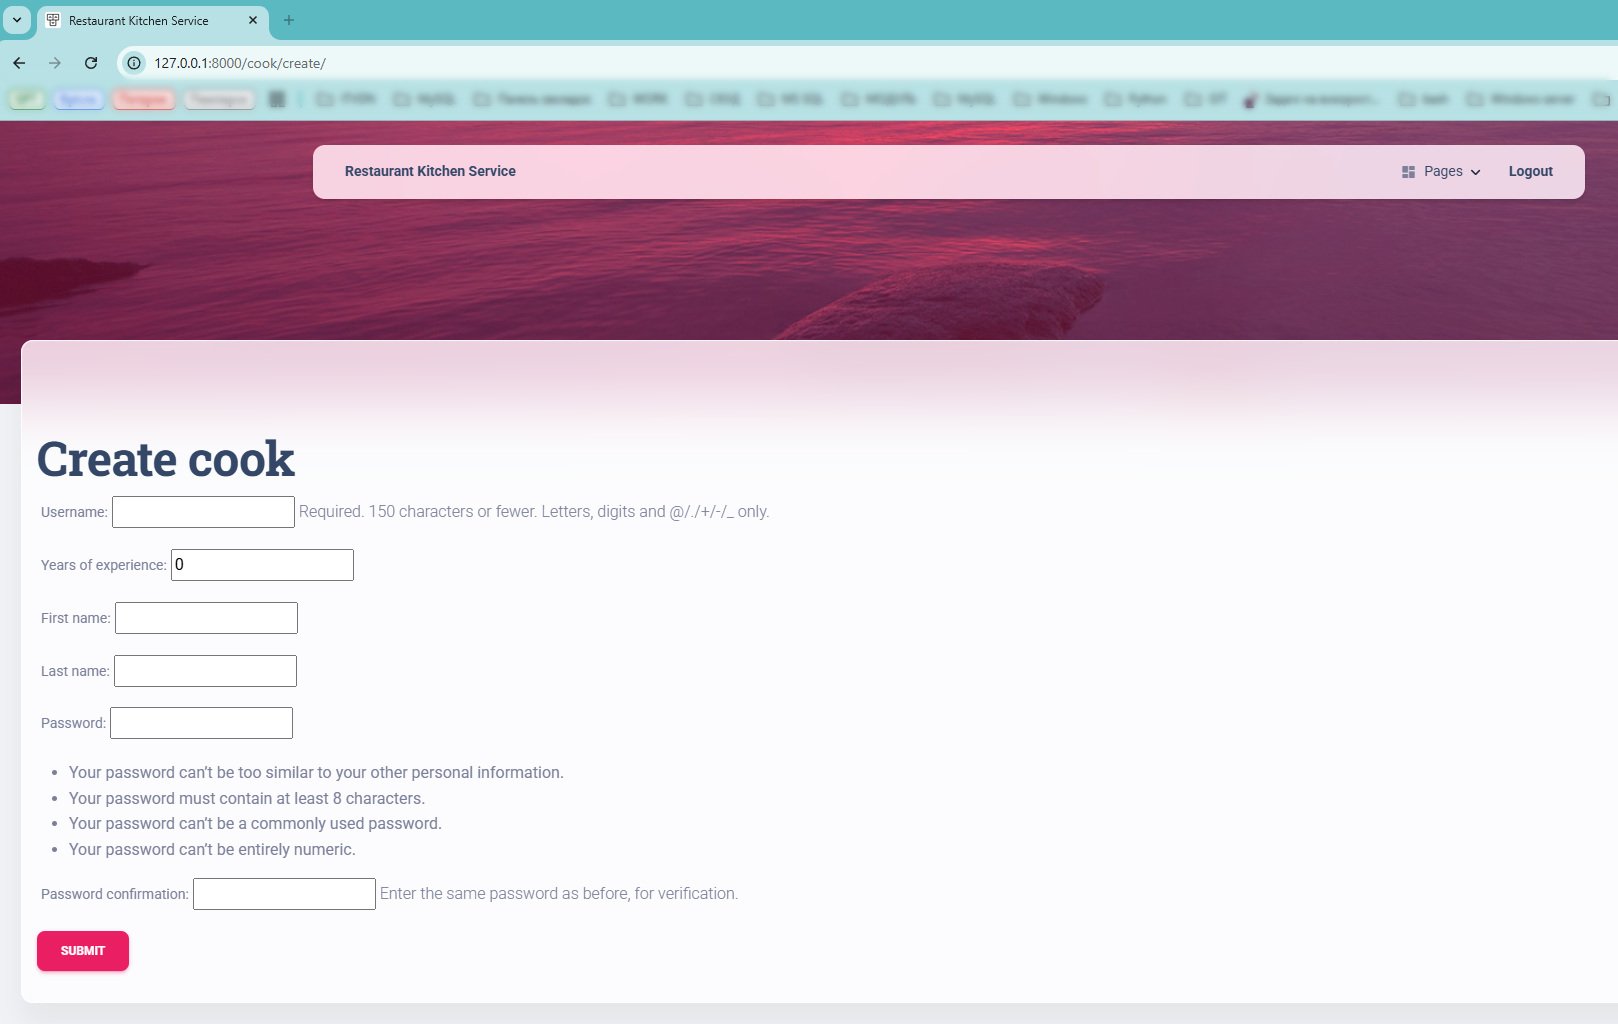 Restaurant Kitchen Service
127.0.0.1:8000/cook/create/
Restaurant Kitchen Service
Pages
Logout
Create cook
Username: Required. 150 characters or fewer. Letters, digits and @/./+/-/_ only.
Years of experience: 0
First name:
Last name:
Password:
• Your password can’t be too similar to your other personal information.
• Your password must contain at least 8 characters.
• Your password can’t be a commonly used password.
• Your password can’t be entirely numeric.
Password confirmation: Enter the same password as before, for verification.
SUBMIT